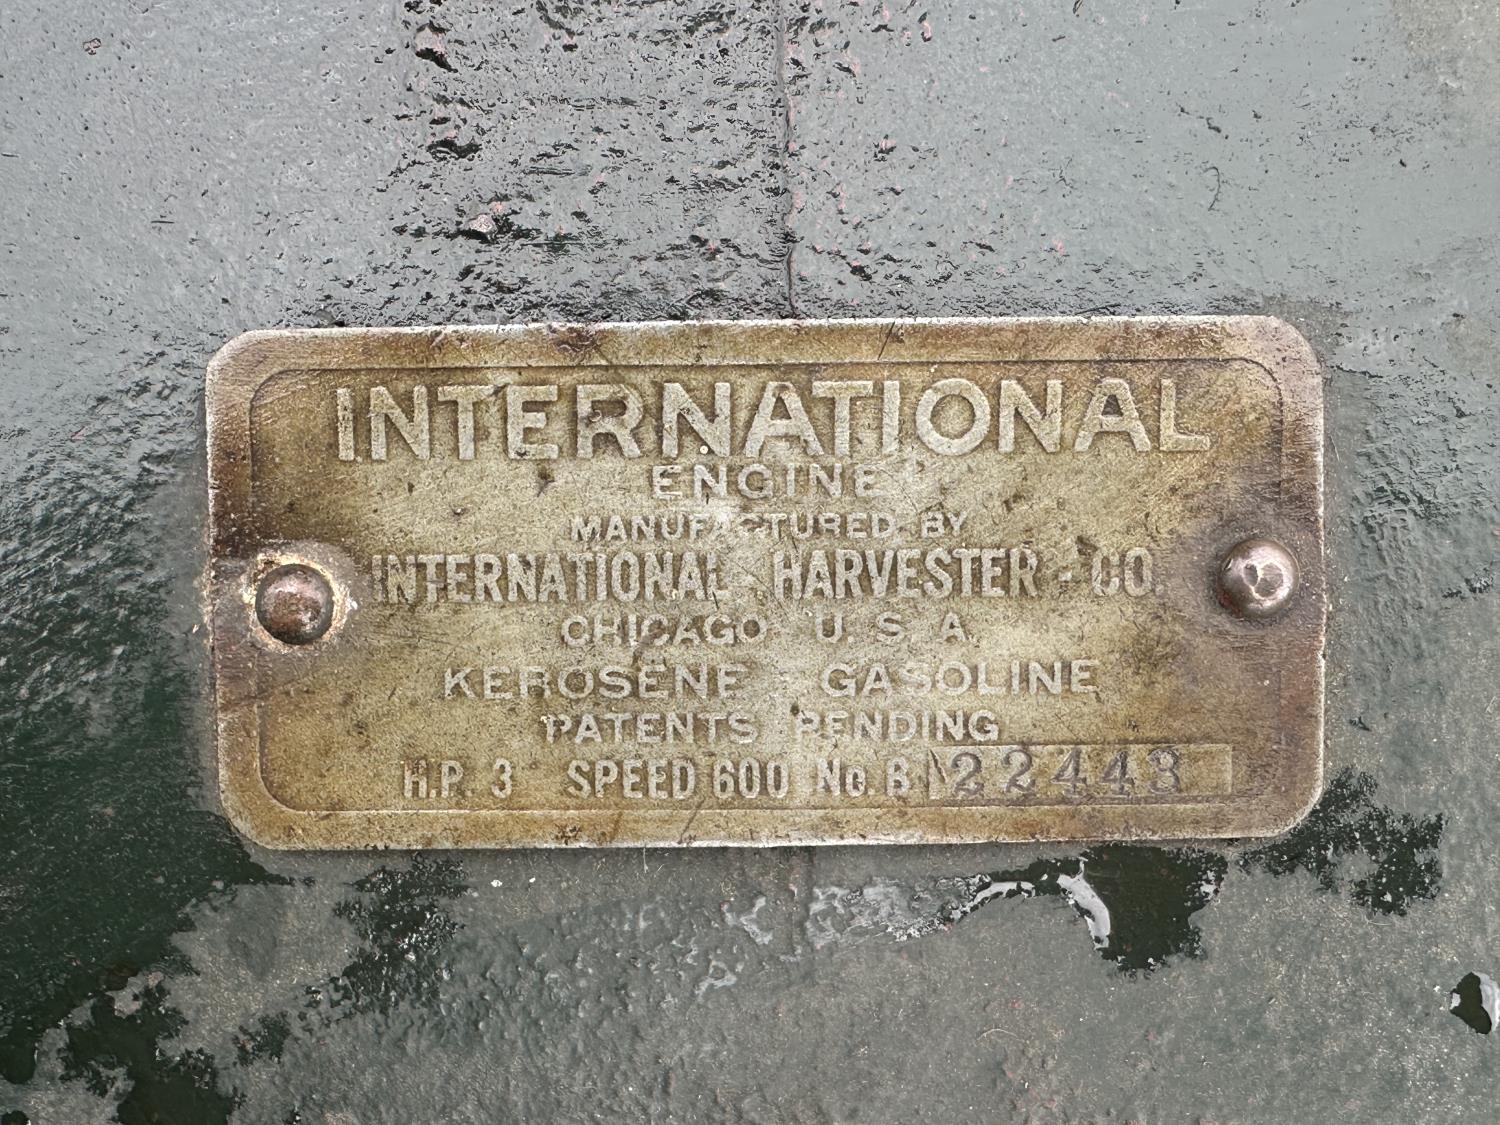 INTERNATIONAL
ENGINE
MANUFACTURED BY
INTERNATIONAL HARVESTER CO.
CHICAGO U S A
KEROSENE GASOLINE
PATENTS PENDING
H.P. 3 SPEED 600 No. B 22443